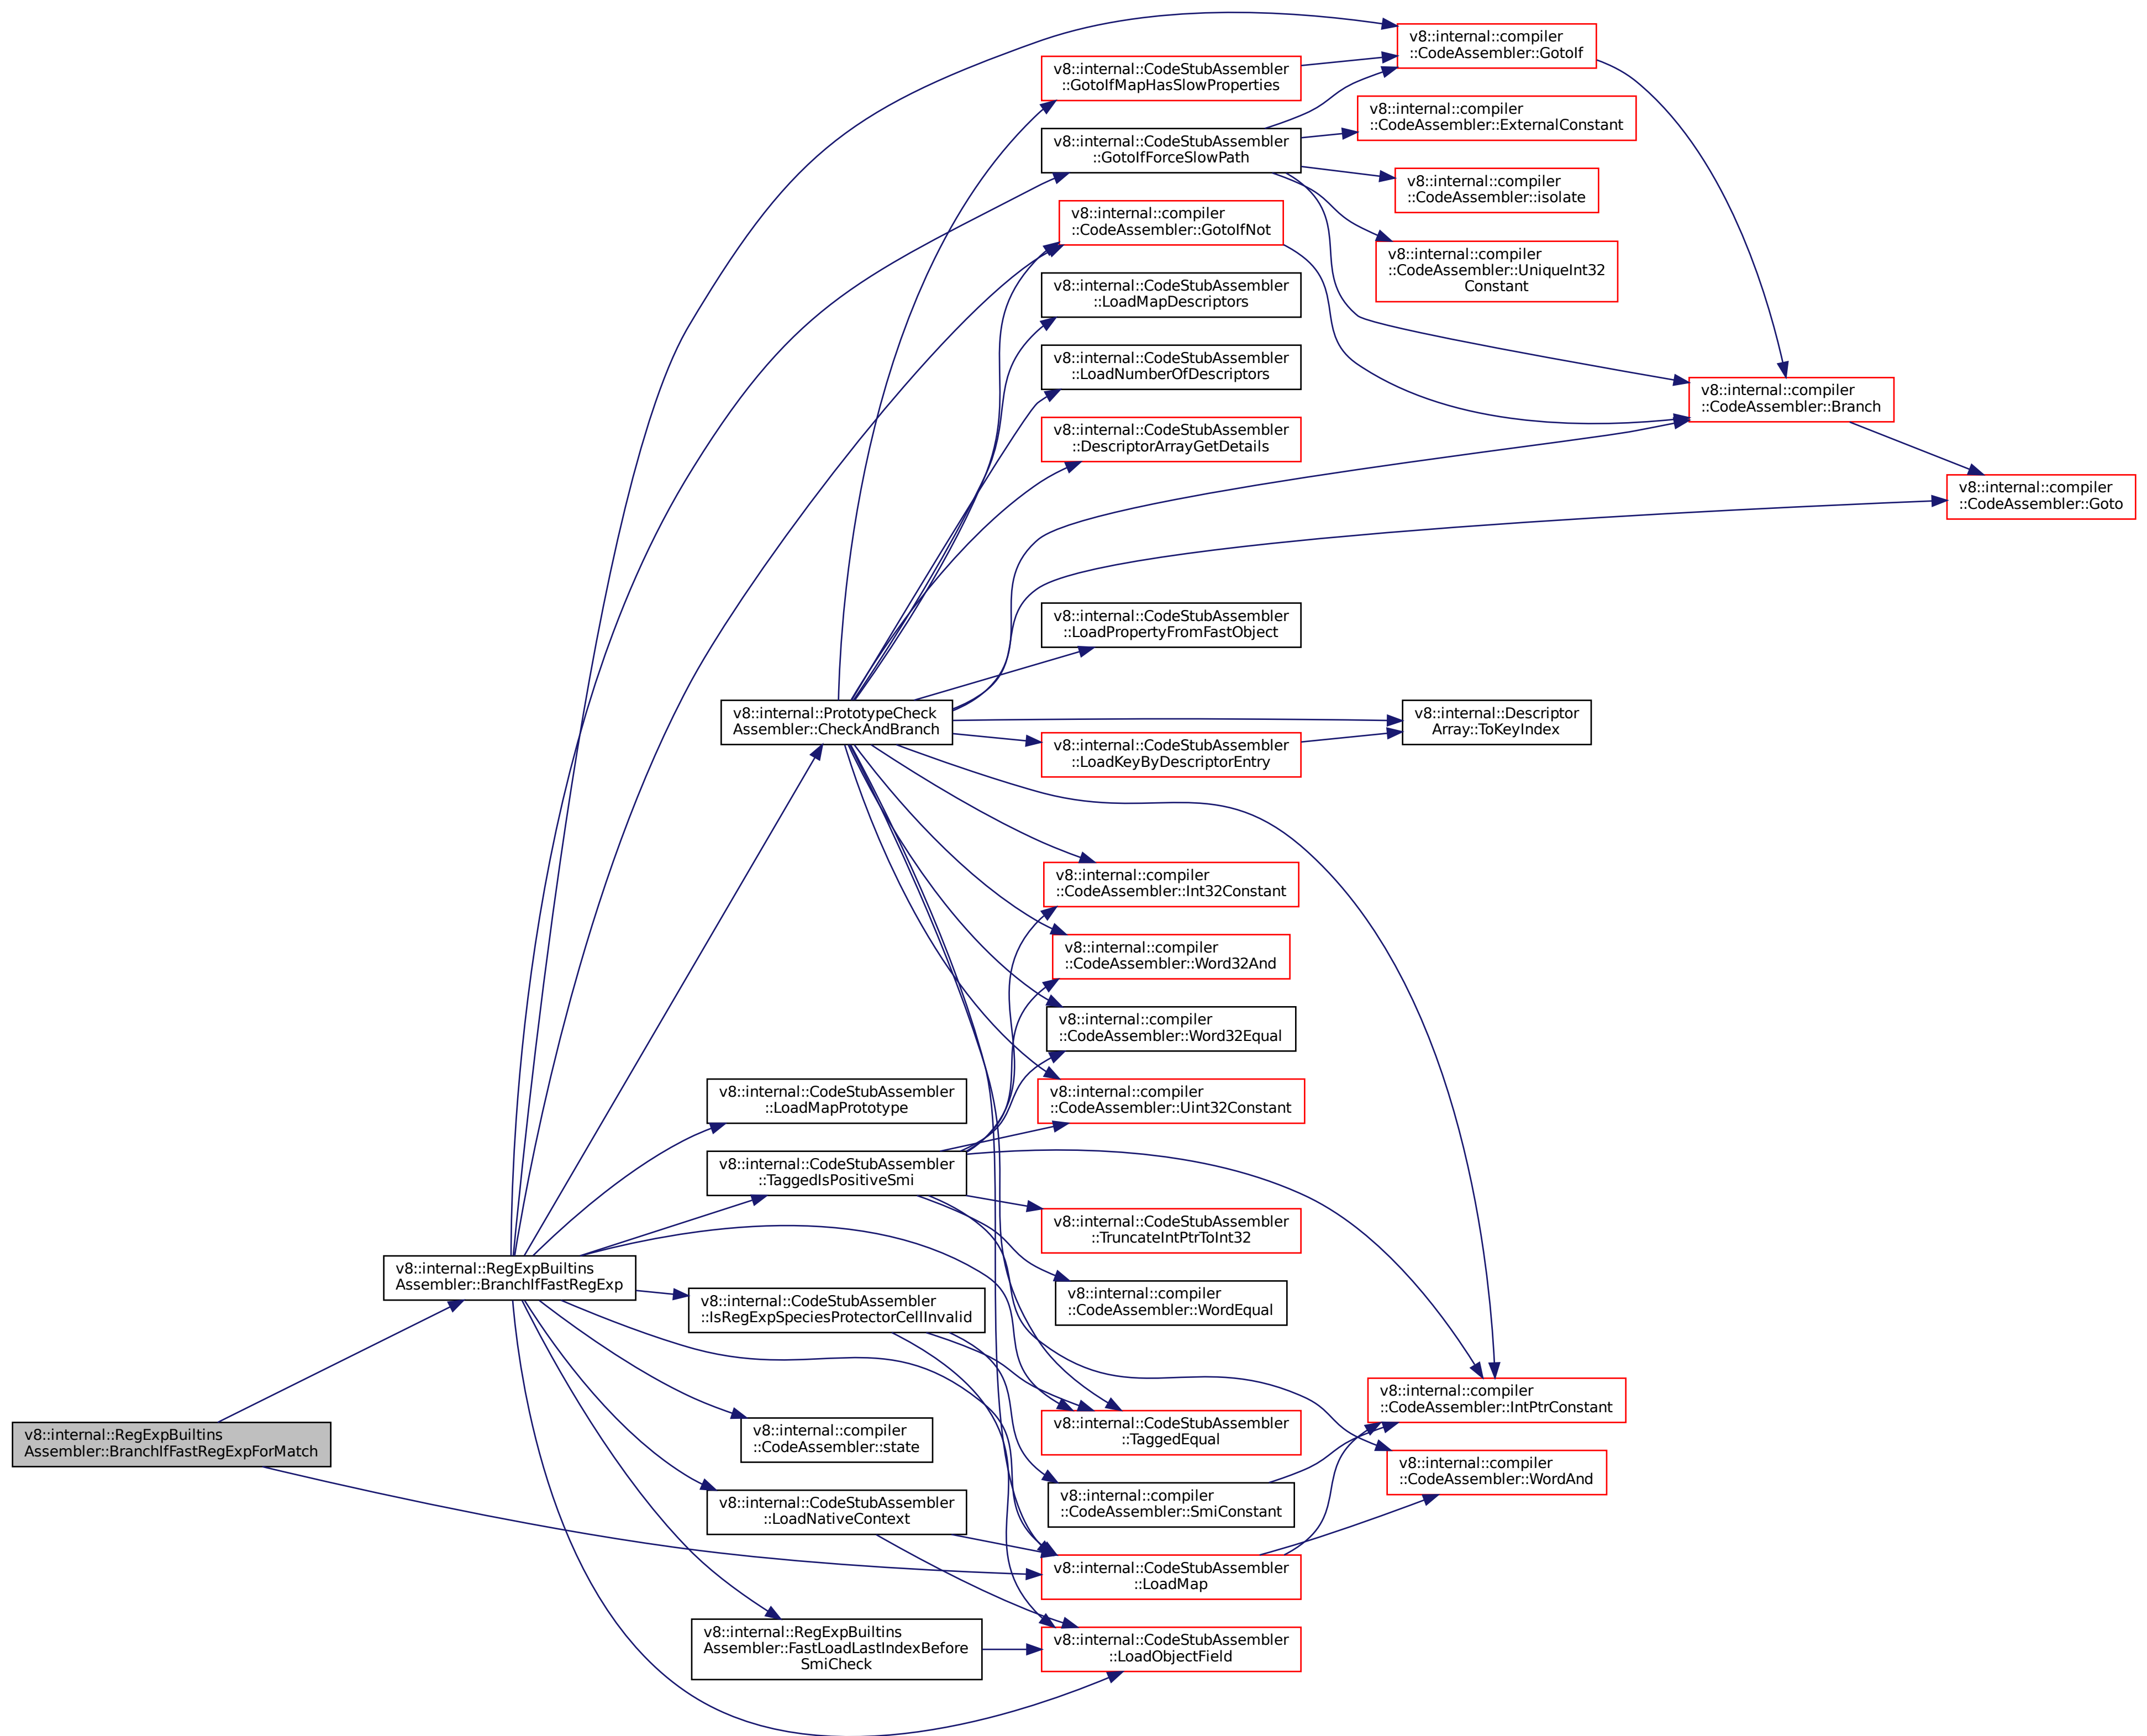 v8::internal::compiler
::CodeAssembler::GotoIf
v8::internal::CodeStubAssembler
::GotoIfMapHasSlowProperties
v8::internal::compiler
::CodeAssembler::ExternalConstant
v8::internal::CodeStubAssembler
::GotoIfForceSlowPath
v8::internal::compiler
::CodeAssembler::isolate
v8::internal::compiler
::CodeAssembler::GotoIfNot
v8::internal::compiler
::CodeAssembler::UniqueInt32
Constant
v8::internal::CodeStubAssembler
::LoadMapDescriptors
v8::internal::CodeStubAssembler
::LoadNumberOfDescriptors
v8::internal::compiler
::CodeAssembler::Branch
v8::internal::CodeStubAssembler
::DescriptorArrayGetDetails
v8::internal::compiler
::CodeAssembler::Goto
v8::internal::CodeStubAssembler
::LoadPropertyFromFastObject
v8::internal::PrototypeCheck
Assembler::CheckAndBranch
v8::internal::Descriptor
Array::ToKeyIndex
v8::internal::CodeStubAssembler
::LoadKeyByDescriptorEntry
v8::internal::compiler
::CodeAssembler::Int32Constant
v8::internal::compiler
::CodeAssembler::Word32And
v8::internal::compiler
::CodeAssembler::Word32Equal
v8::internal::CodeStubAssembler
::LoadMapPrototype
v8::internal::compiler
::CodeAssembler::Uint32Constant
v8::internal::CodeStubAssembler
::TaggedIsPositiveSmi
v8::internal::CodeStubAssembler
::TruncateIntPtrToInt32
v8::internal::RegExpBuiltins
Assembler::BranchIfFastRegExp
v8::internal::compiler
::CodeAssembler::WordEqual
v8::internal::CodeStubAssembler
::IsRegExpSpeciesProtectorCellInvalid
v8::internal::compiler
::CodeAssembler::IntPtrConstant
v8::internal::RegExpBuiltins
Assembler::BranchIfFastRegExpForMatch
v8::internal::compiler
::CodeAssembler::state
v8::internal::CodeStubAssembler
::TaggedEqual
v8::internal::compiler
::CodeAssembler::WordAnd
v8::internal::CodeStubAssembler
::LoadNativeContext
v8::internal::compiler
::CodeAssembler::SmiConstant
v8::internal::CodeStubAssembler
::LoadMap
v8::internal::RegExpBuiltins
Assembler::FastLoadLastIndexBefore
SmiCheck
v8::internal::CodeStubAssembler
::LoadObjectField